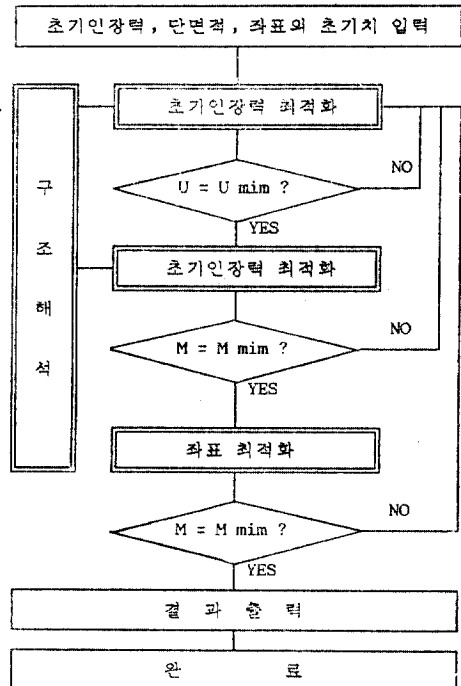 초기인장력, 단면적, 좌표의 초기치 입력
초기인장력 최적화
NO
구
조
해
석
U = U mim ?
YES
초기인장력 최적화
NO
M = M mim ?
YES
좌표 최적화
NO
M = M mim ?
YES
결 과 출 력
완 료